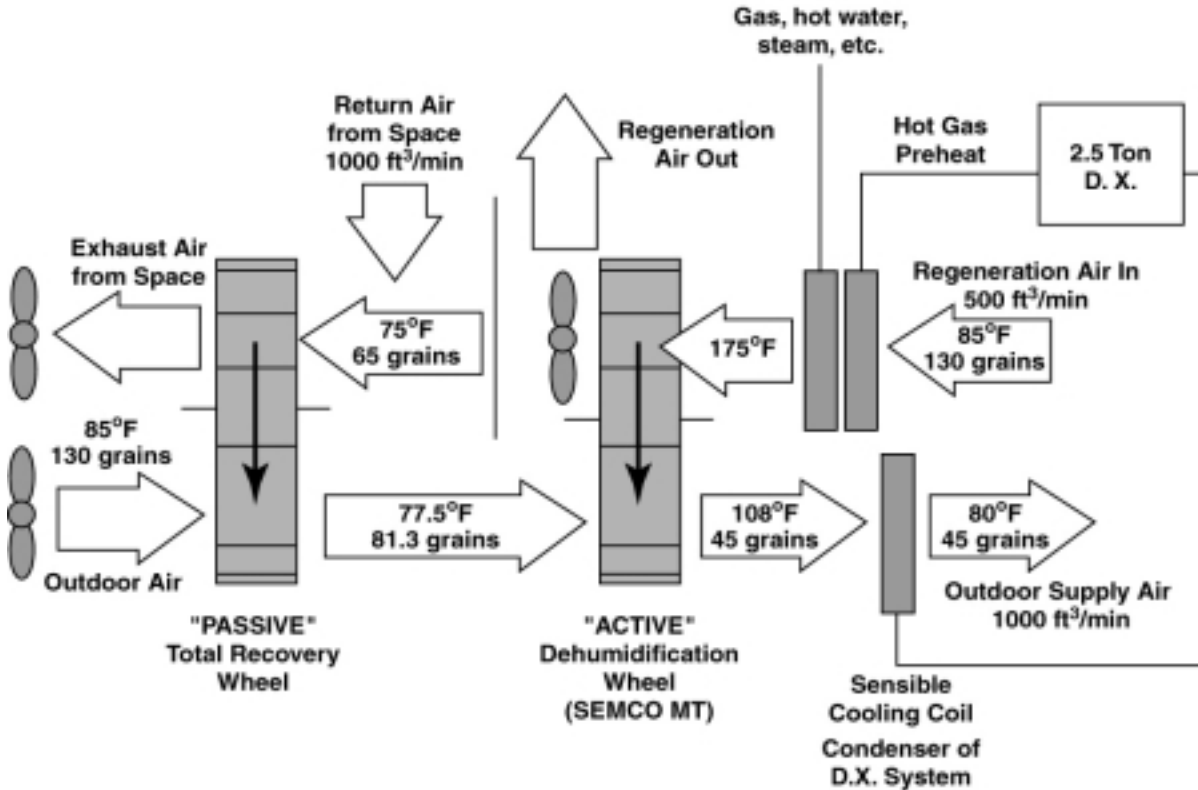 Gas, hot water,
steam, etc.
Return Air
from Space
1000 ft³/min
Regeneration
Air Out
Hot Gas
Preheat
2.5 Ton
D. X.
Exhaust Air
from Space
75°F
65 grains
175°F
Regeneration Air In
500 ft³/min
85°F
130 grains
85°F
130 grains
Outdoor Air
77.5°F
81.3 grains
108°F
45 grains
80°F
45 grains
Outdoor Supply Air
1000 ft³/min
"PASSIVE"
Total Recovery
Wheel
"ACTIVE"
Dehumidification
Wheel
(SEMCO MT)
Sensible
Cooling Coil
Condenser of
D.X. System